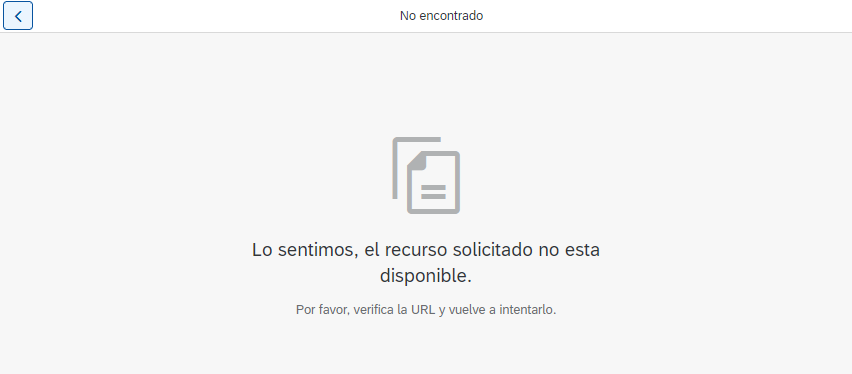 No encontrado
Lo sentimos, el recurso solicitado no esta
disponible.
Por favor, verifica la URL y vuelve a intentarlo.